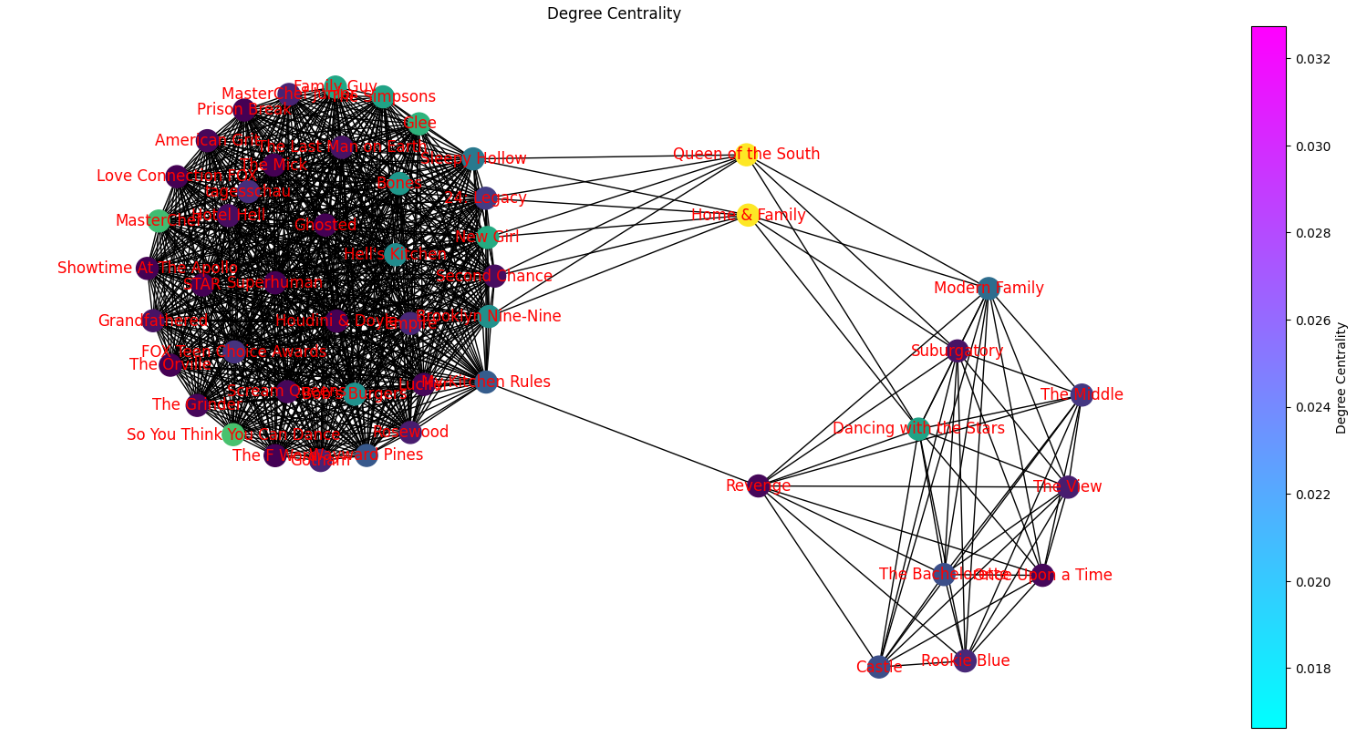 Degree Centrality
Family Guy
MasterChef Junior
The Simpsons
Prison Break
Glee
American Grit
The Last Man on Earth
Sleepy Hollow
Queen of the South
The Mick
Love Connection FOX
Bones
Tagesschau
24: Legacy
MasterChef
Hotel Hell
Home & Family
Ghosted
New Girl
Hell's Kitchen
Showtime At The Apollo
Second Chance
STAR
Superhuman
Modern Family
Grandfathered
Houdini & Doyle
Empire
Brooklyn Nine-Nine
FOX Teen Choice Awards
Suburgatory
The Orville
Lucifer
My Kitchen Rules
Scream Queens
Bob's Burgers
The Middle
The Grinder
So You Think You Can Dance
Rosewood
Dancing with the Stars
The F Word
Gotham
Wayward Pines
Revenge
The View
The Bachelorette
Once Upon a Time
Castle
Rookie Blue
0.032
0.030
0.028
0.026
0.024
0.022
0.020
0.018
Degree Centrality